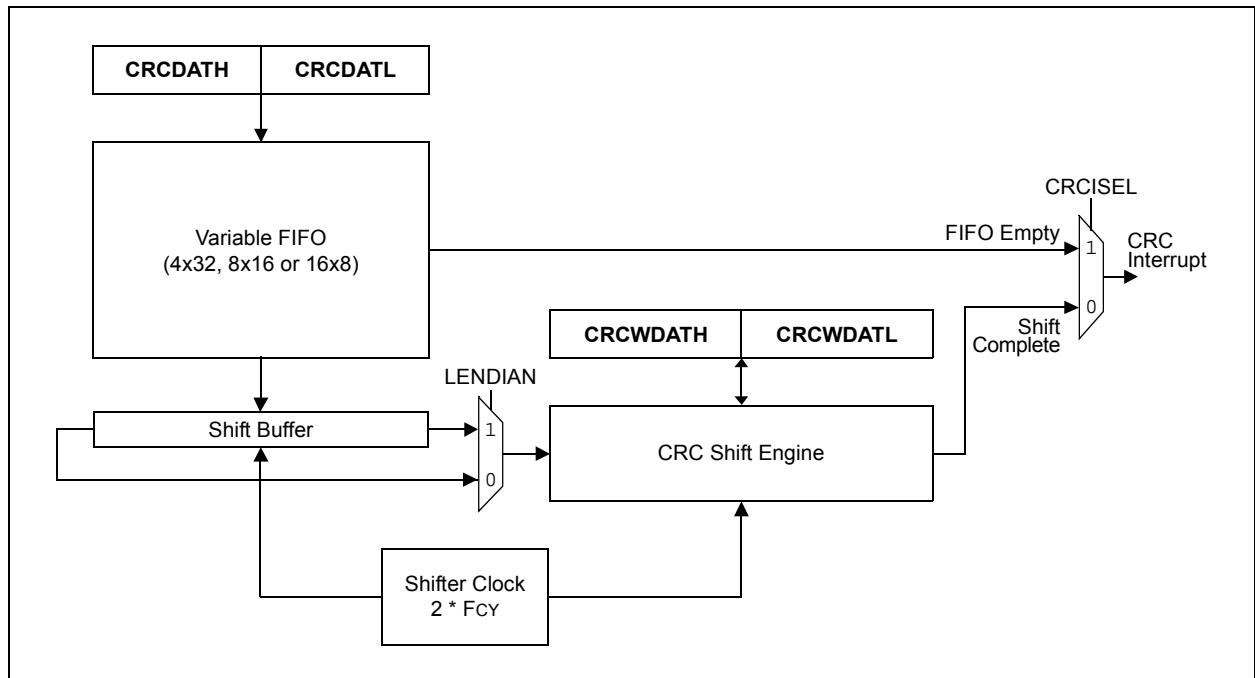 CRCDATH CRCDATL
Variable FIFO
(4x32, 8x16 or 16x8)
CRCISEL
FIFO Empty
1
CRC
Interrupt
0
Shift
Complete
CRCWDATH CRCWDATL
LENDIAN
Shift Buffer
1
0
CRC Shift Engine
Shifter Clock
2 * FCY